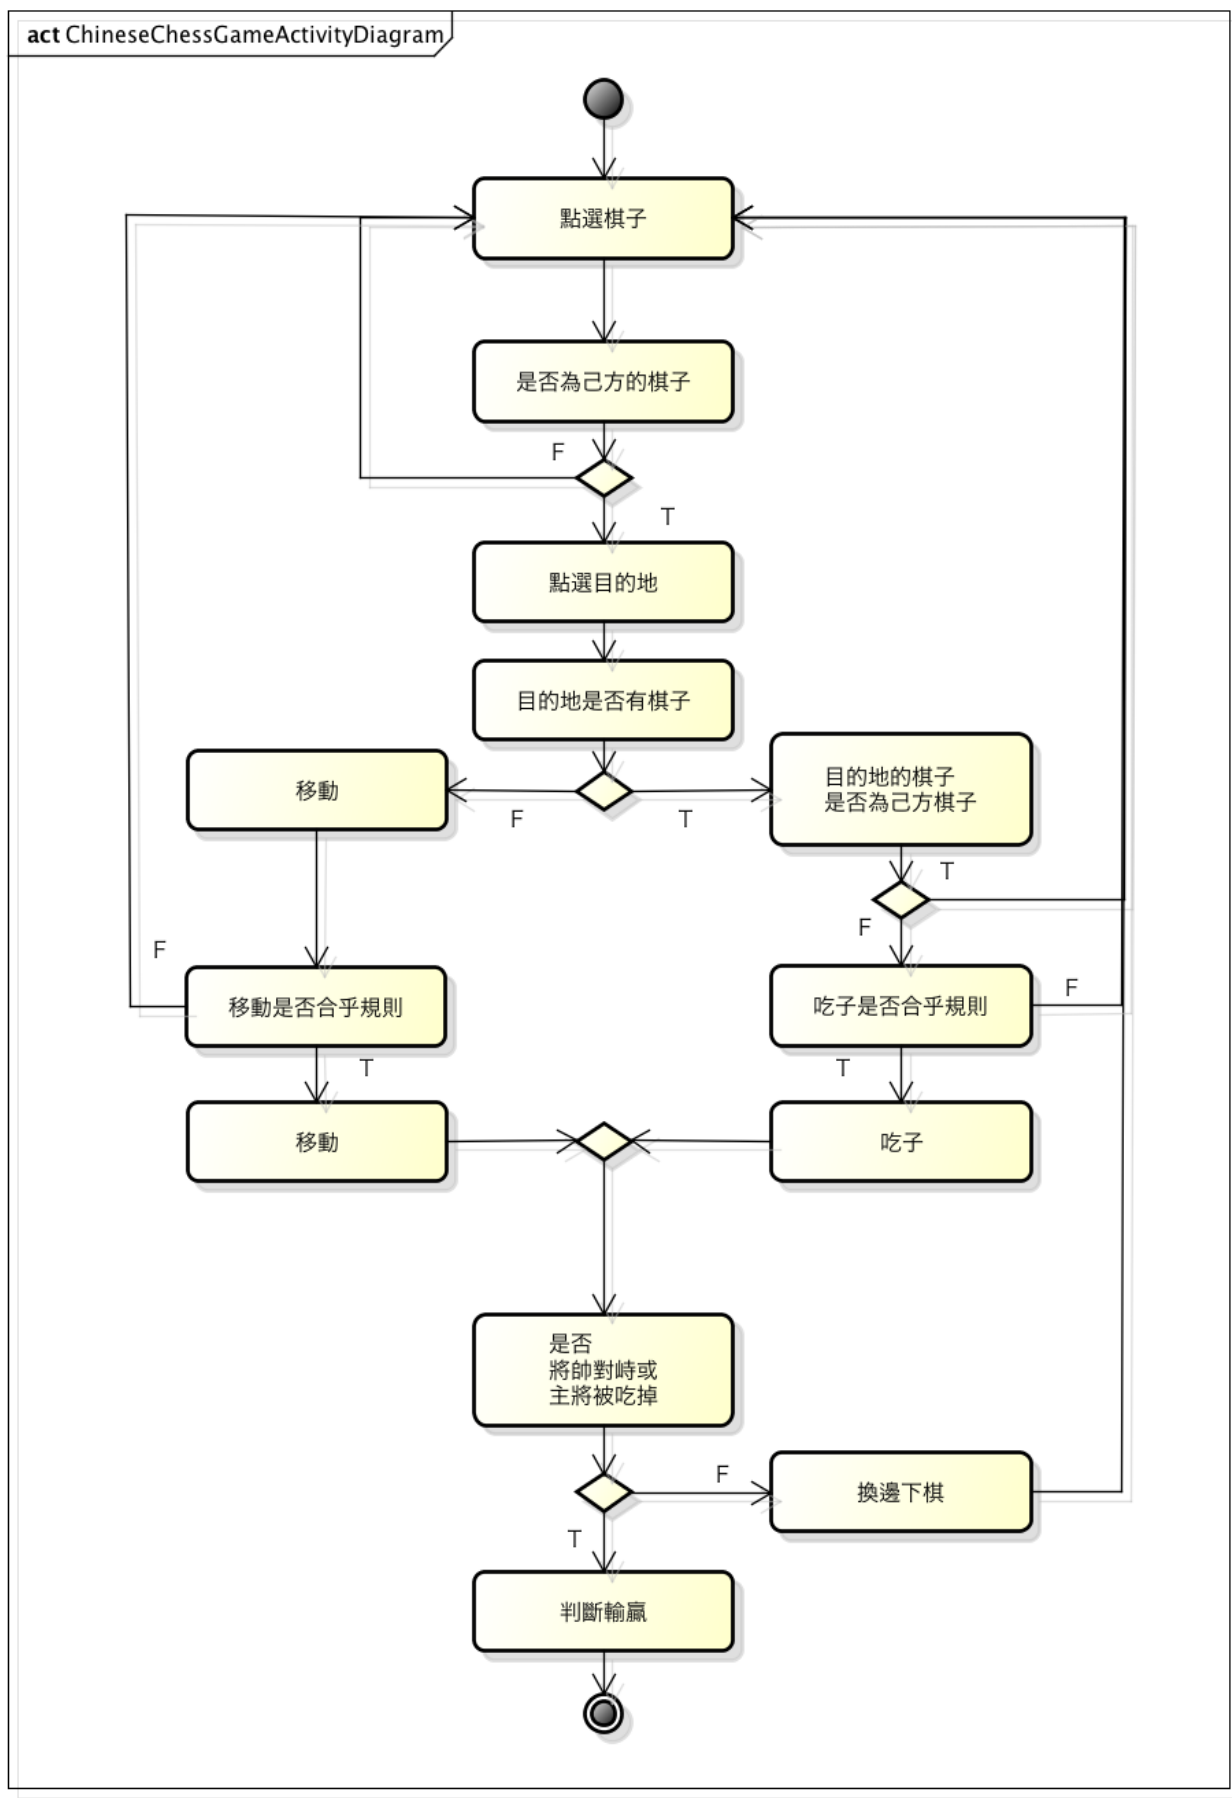 act ChineseChessGameActivityDiagram
點選棋子
是否為己方的棋子
F
T
點選目的地
目的地是否有棋子
移動
F
T
目的地的棋子
是否為己方棋子
T
F
F
移動是否合乎規則
吃子是否合乎規則
F
T
T
移動
吃子
是否
將帥對峙或
主將被吃掉
F
換邊下棋
T
判斷輸贏